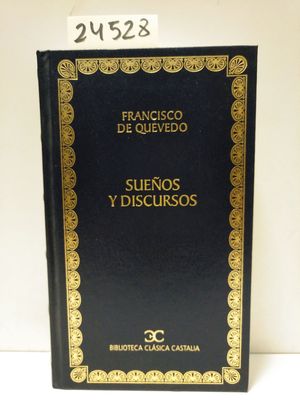 24528
FRANCISCO
DE QUEVEDO
SUEÑOS
Y DISCURSOS
BIBLIOTECA CLÁSICA CASTALIA